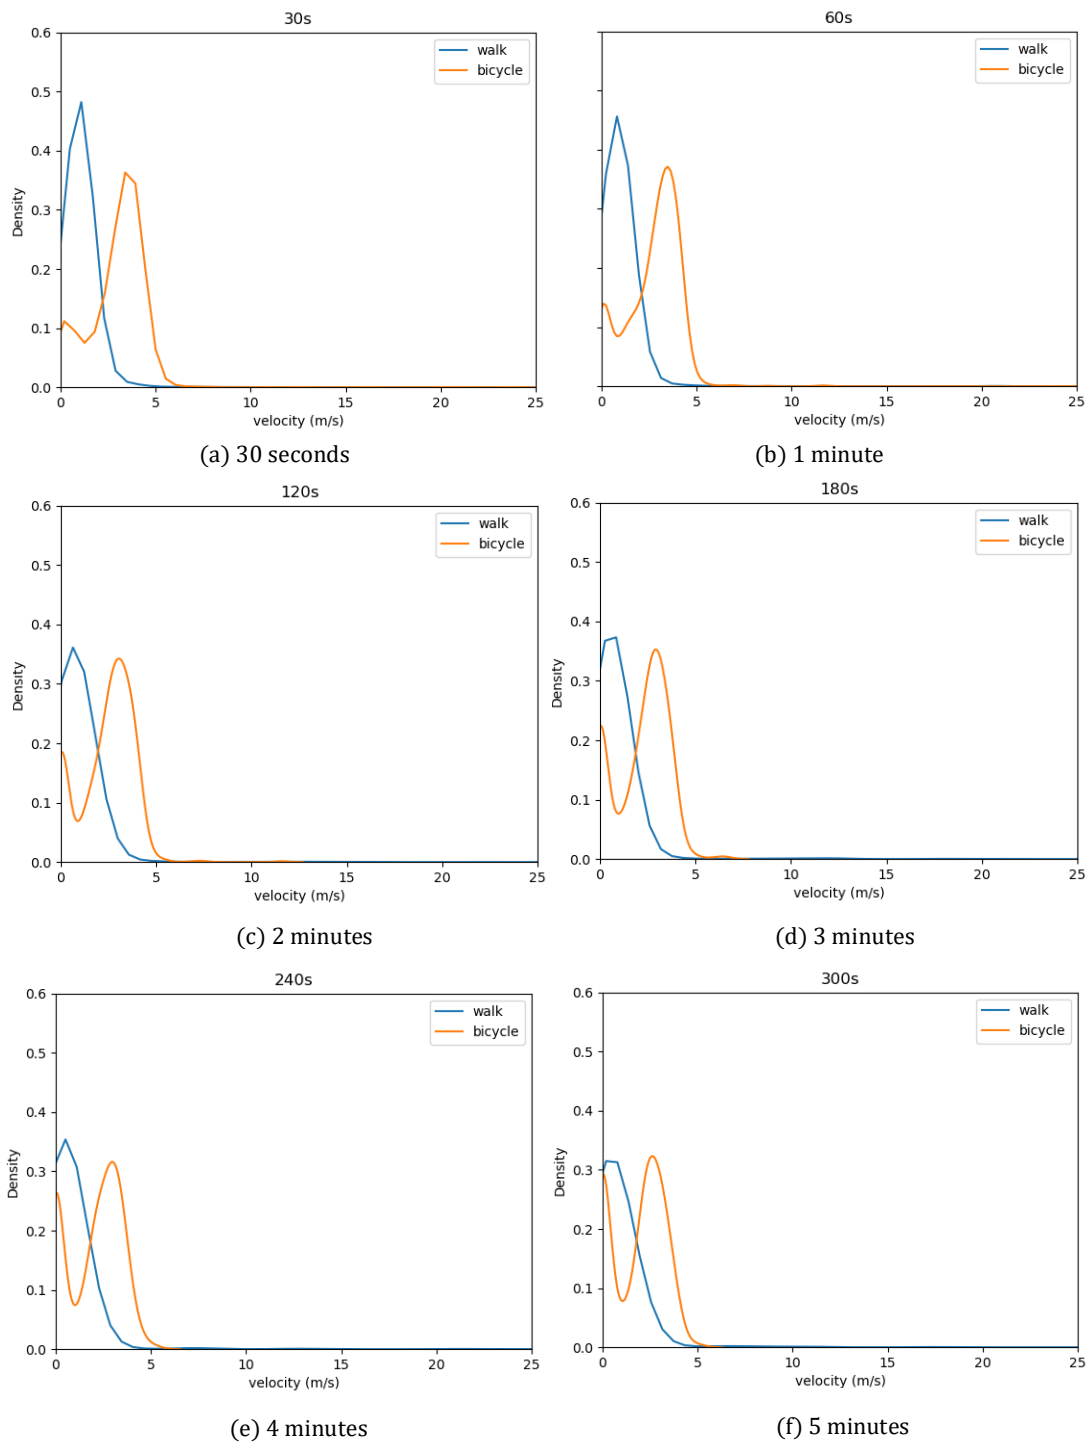 30s
walk
bicycle
0.6
0.5
0.4
0.3
0.2
0.1
0.0
Density
0 5 10 15 20 25
velocity (m/s)
(a) 30 seconds
60s
walk
bicycle
0 5 10 15 20 25
velocity (m/s)
(b) 1 minute
120s
walk
bicycle
0.6
0.5
0.4
0.3
0.2
0.1
0.0
Density
0 5 10 15 20 25
velocity (m/s)
(c) 2 minutes
180s
walk
bicycle
0.6
0.5
0.4
0.3
0.2
0.1
0.0
Density
0 5 10 15 20 25
velocity (m/s)
(d) 3 minutes
240s
walk
bicycle
0.6
0.5
0.4
0.3
0.2
0.1
0.0
Density
0 5 10 15 20 25
velocity (m/s)
(e) 4 minutes
300s
walk
bicycle
0.6
0.5
0.4
0.3
0.2
0.1
0.0
Density
0 5 10 15 20 25
velocity (m/s)
(f) 5 minutes